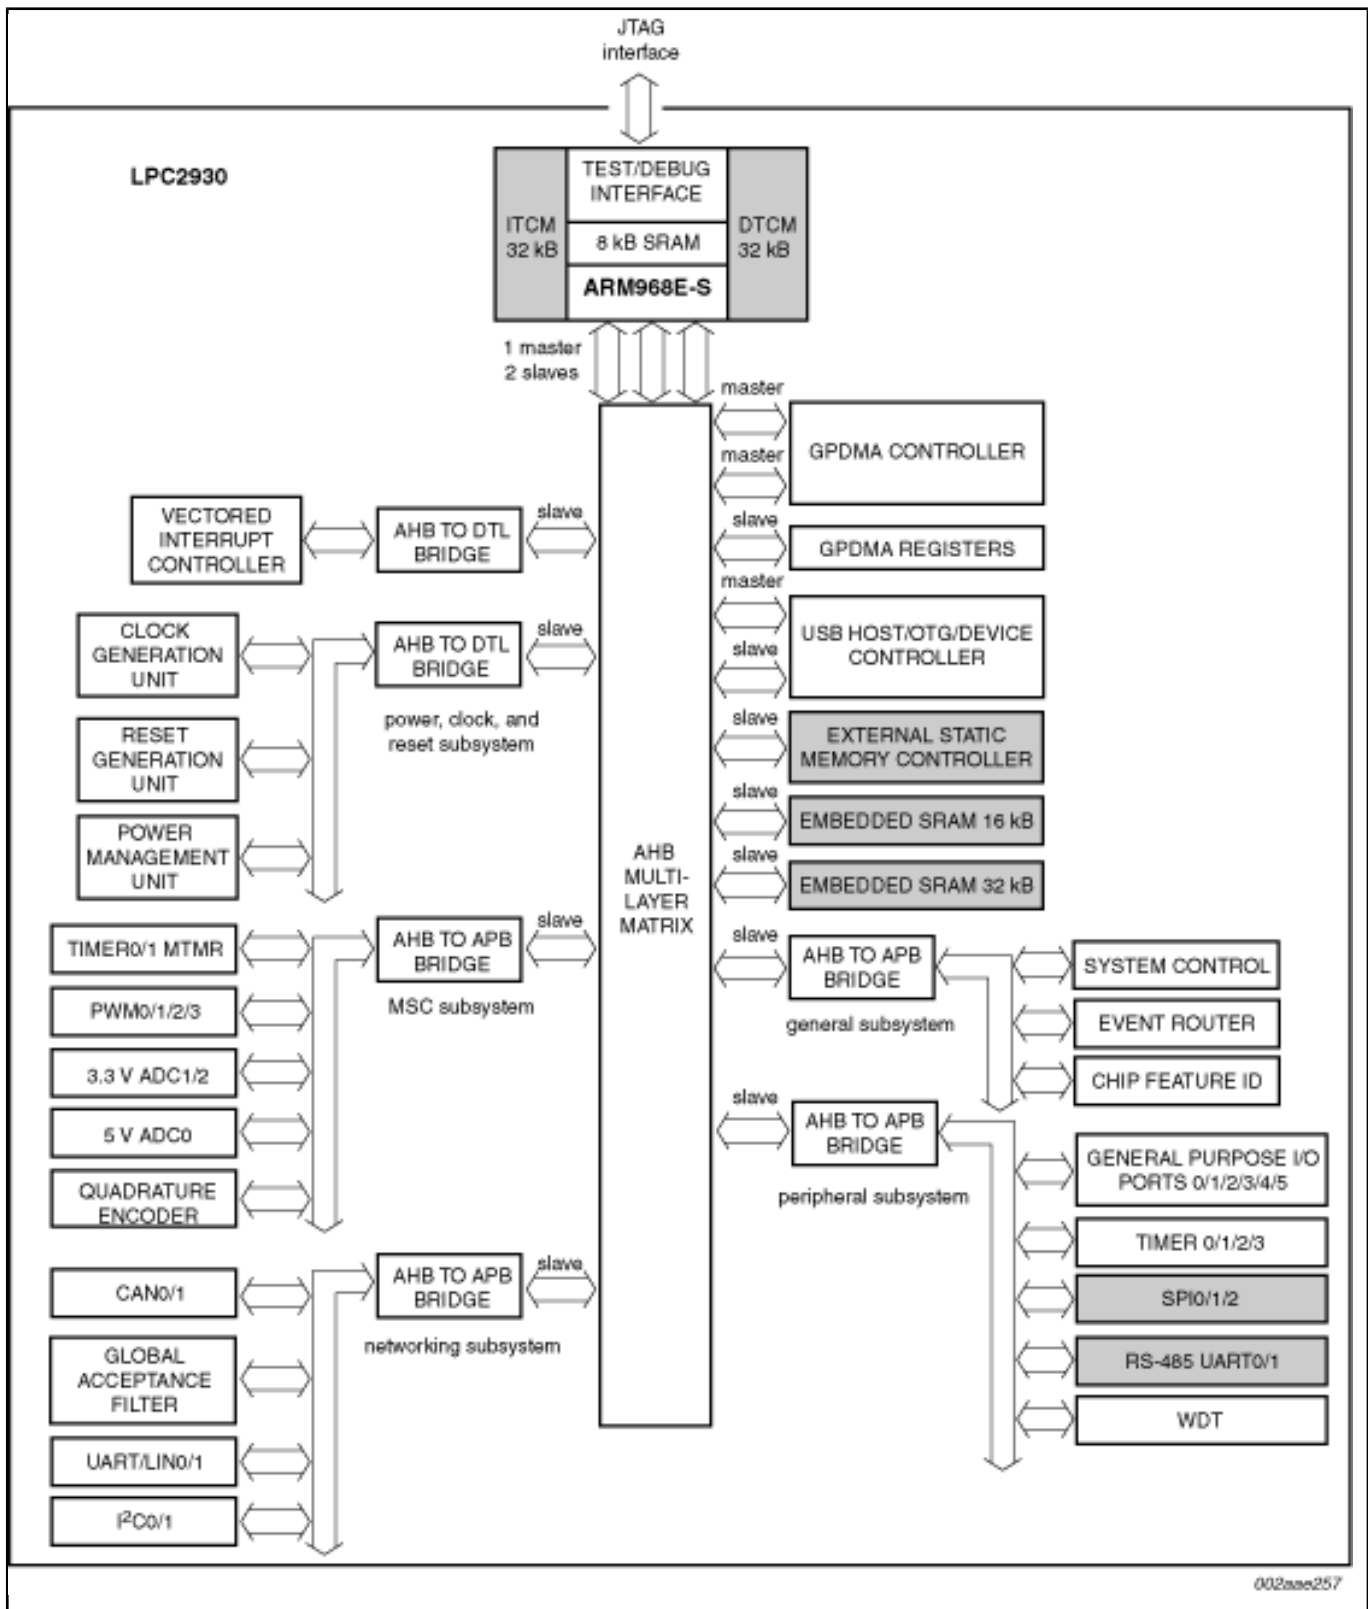 JTAG
interface
LPC2930
ITCM
32 kB
TEST/DEBUG
INTERFACE
8 kB SRAM
ARM968E-S
DTCM
32 kB
1 master
2 slaves
master
GPDMA CONTROLLER
master
slave
GPDMA REGISTERS
master
USB HOST/OTG/DEVICE
CONTROLLER
slave
slave
EXTERNAL STATIC
MEMORY CONTROLLER
slave
EMBEDDED SRAM 16 kB
slave
EMBEDDED SRAM 32 kB
AHB
MULTI-
LAYER
MATRIX
VECTORED
INTERRUPT
CONTROLLER
AHB TO DTL
BRIDGE
slave
CLOCK
GENERATION
UNIT
AHB TO DTL
BRIDGE
slave
power, clock, and
reset subsystem
RESET
GENERATION
UNIT
POWER
MANAGEMENT
UNIT
TIMER0/1 MTMR
AHB TO APB
BRIDGE
slave
MSC subsystem
PWM0/1/2/3
3.3 V ADC1/2
5 V ADC0
QUADRATURE
ENCODER
slave
AHB TO APB
BRIDGE
general subsystem
SYSTEM CONTROL
EVENT ROUTER
CHIP FEATURE ID
slave
AHB TO APB
BRIDGE
peripheral subsystem
GENERAL PURPOSE I/O
PORTS 0/1/2/3/4/5
TIMER 0/1/2/3
SPI0/1/2
RS-485 UART0/1
WDT
CAN0/1
AHB TO APB
BRIDGE
slave
networking subsystem
GLOBAL
ACCEPTANCE
FILTER
UART/LIN0/1
I²C0/1
002aae257